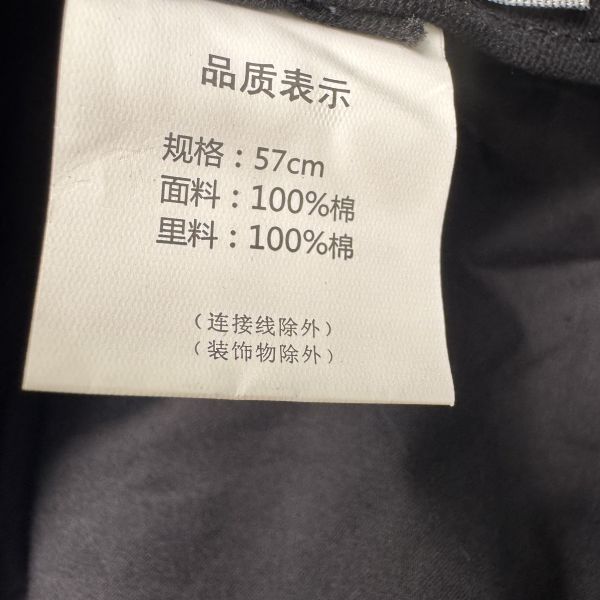 品质表示
规格：57cm
面料：100%棉
里料：100%棉
（连接线除外）
（装饰物除外）